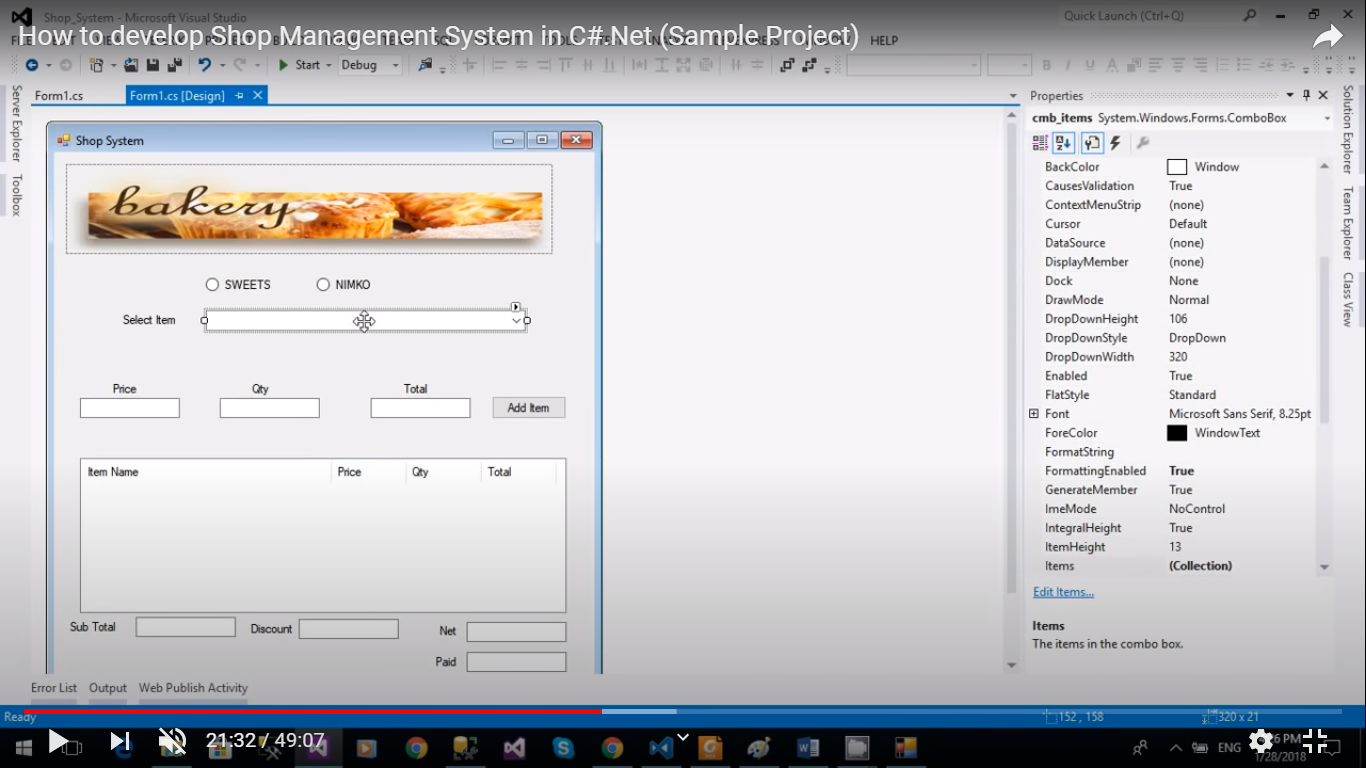 Shop_System - Microsoft Visual Studio
Quick Launch (Ctrl+Q)
How to develop Shop Management System in C#.Net (Sample Project)
HELP
Start
Debug
Form1.cs
Form1.cs [Design]
Properties
Server Explorer
Toolbox
Solution Explorer
Team Explorer
Class View
cmb_items System.Windows.Forms.ComboBox
Shop System
bakery
SWEETS
NIMKO
Select Item
Price
Qty
Total
Add Item
Item Name
Price
Qty
Total
Sub Total
Discount
Net
Paid
BackColor Window
CausesValidation True
ContextMenuStrip (none)
Cursor Default
DataSource (none)
DisplayMember (none)
Dock None
DrawMode Normal
DropDownHeight 106
DropDownStyle DropDown
DropDownWidth 320
Enabled True
FlatStyle Standard
Font Microsoft Sans Serif, 8.25pt
ForeColor WindowText
FormatString
FormattingEnabled True
GenerateMember True
ImeMode NoControl
IntegralHeight True
ItemHeight 13
Items (Collection)
Edit Items...
Items
The items in the combo box.
Error List Output Web Publish Activity
Ready
152 , 158
320 x 21
21:32 / 49:07
ENG
6 PM
1/28/2018